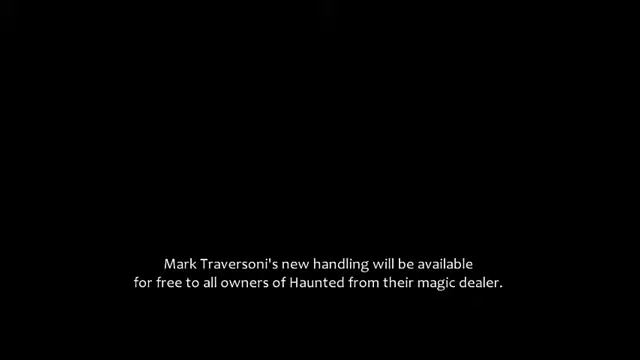 Mark Traversoni's new handling will be available
for free to all owners of Haunted from their magic dealer.